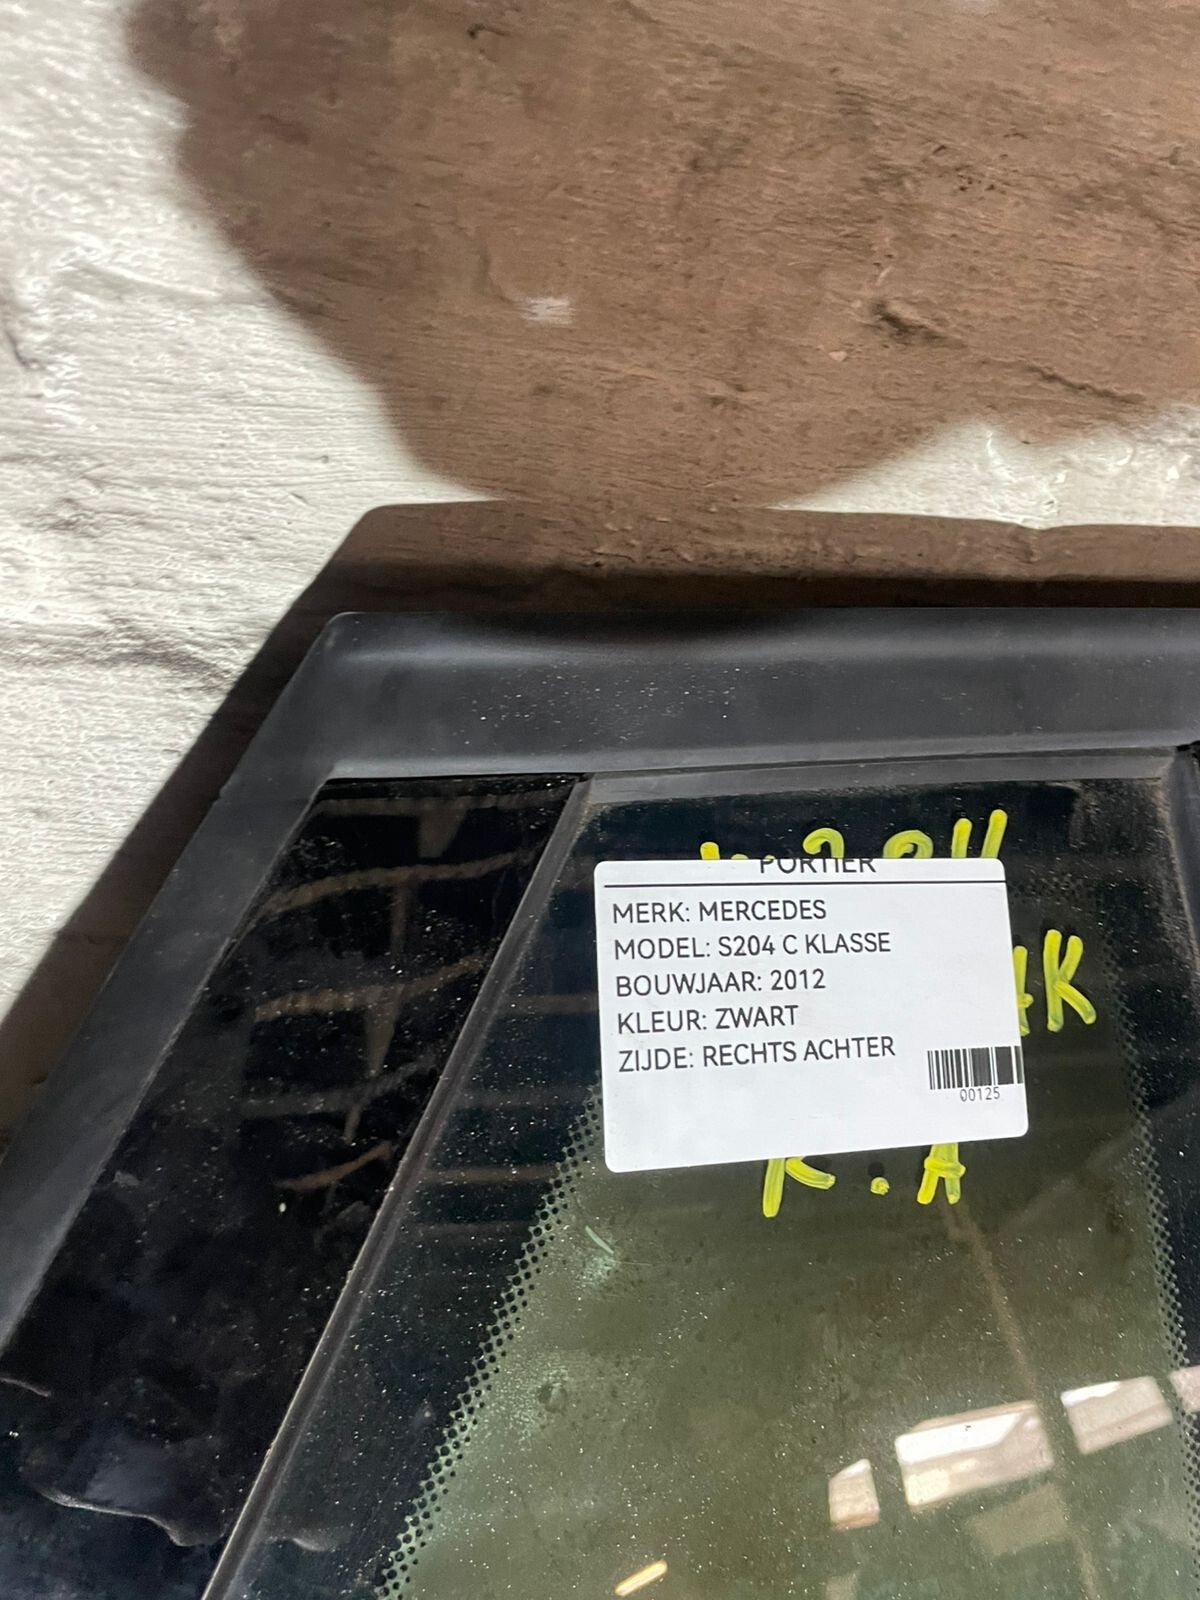 PORTIER
MERK: MERCEDES
MODEL: S204 C KLASSE
BOUWJAAR: 2012
KLEUR: ZWART
ZIJDE: RECHTS ACHTER
00125
R.A